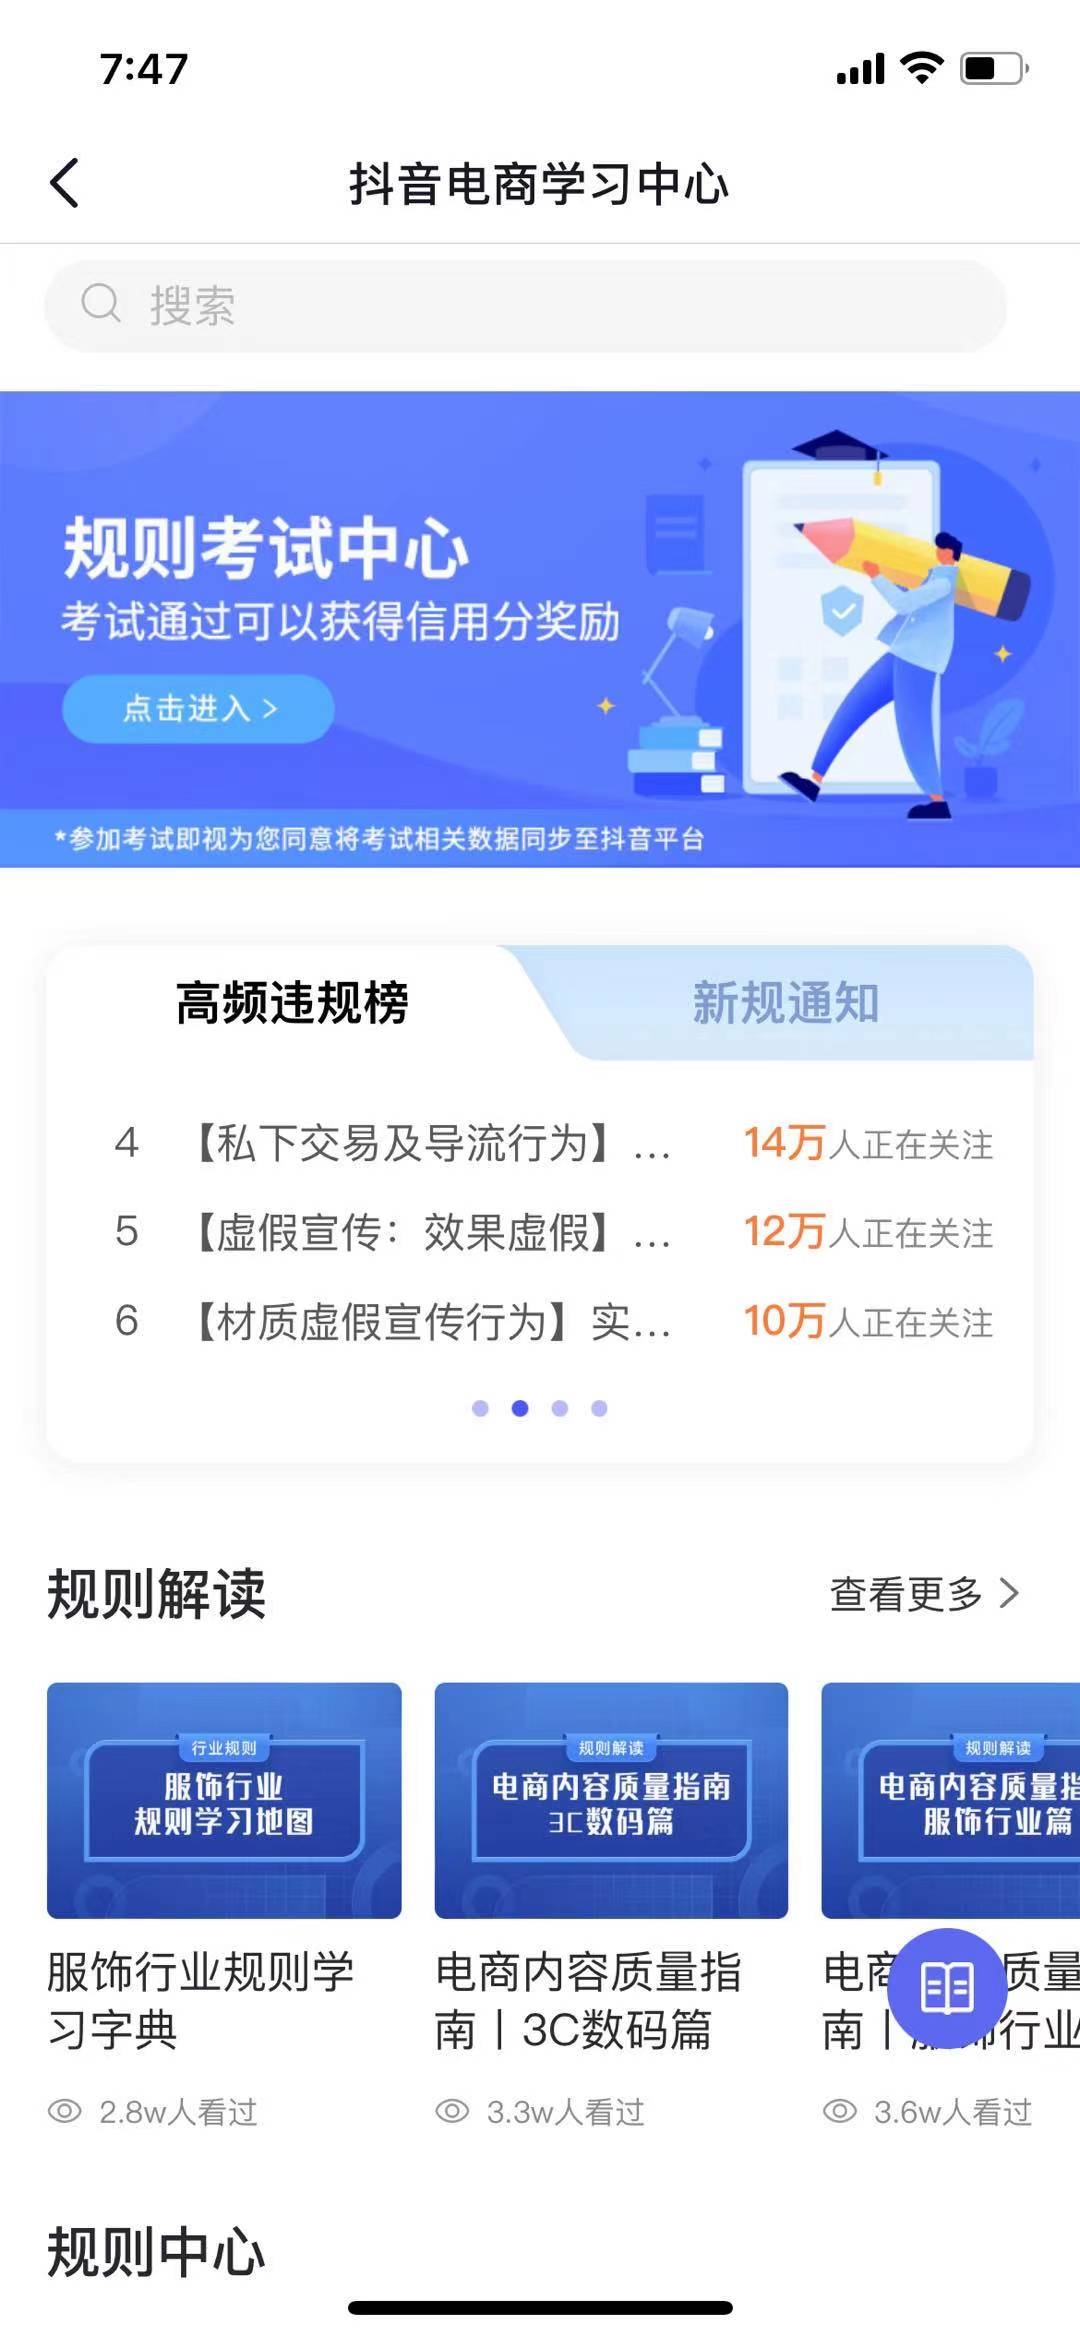 7:47
抖音电商学习中心
搜索
规则考试中心
考试通过可以获得信用分奖励
点击进入 >
*参加考试即视为您同意将考试相关数据同步至抖音平台
高频违规榜
新规通知
4 【私下交易及导流行为】... 14万人正在关注
5 【虚假宣传：效果虚假】... 12万人正在关注
6 【材质虚假宣传行为】实... 10万人正在关注
规则解读
查看更多 >
行业规则
服饰行业
规则学习地图
规则解读
电商内容质量指南
3C数码篇
规则解读
电商内容质量指
服饰行业篇
服饰行业规则学
习字典
电商内容质量指
南丨3C数码篇
电商 质量
南丨服饰行业
2.8w人看过
3.3w人看过
3.6w人看过
规则中心